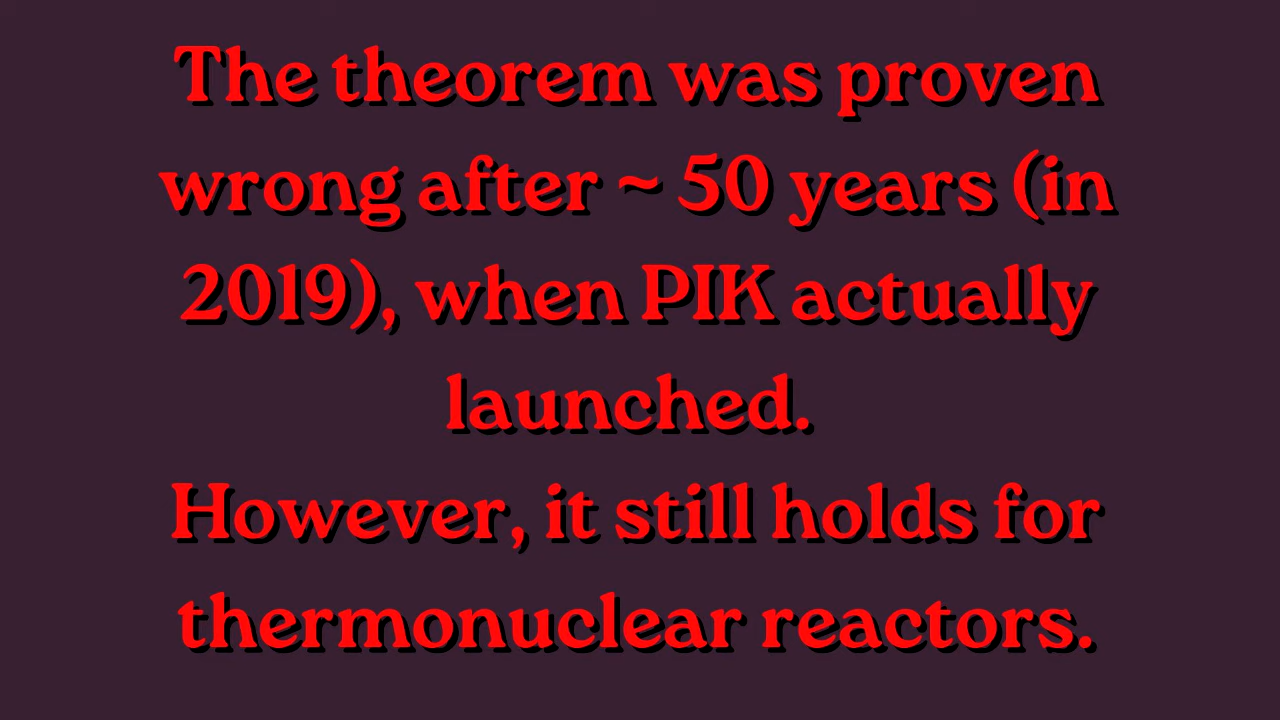 The theorem was proven
wrong after ~ 50 years (in
2019), when PIK actually
launched.
However, it still holds for
thermonuclear reactors.